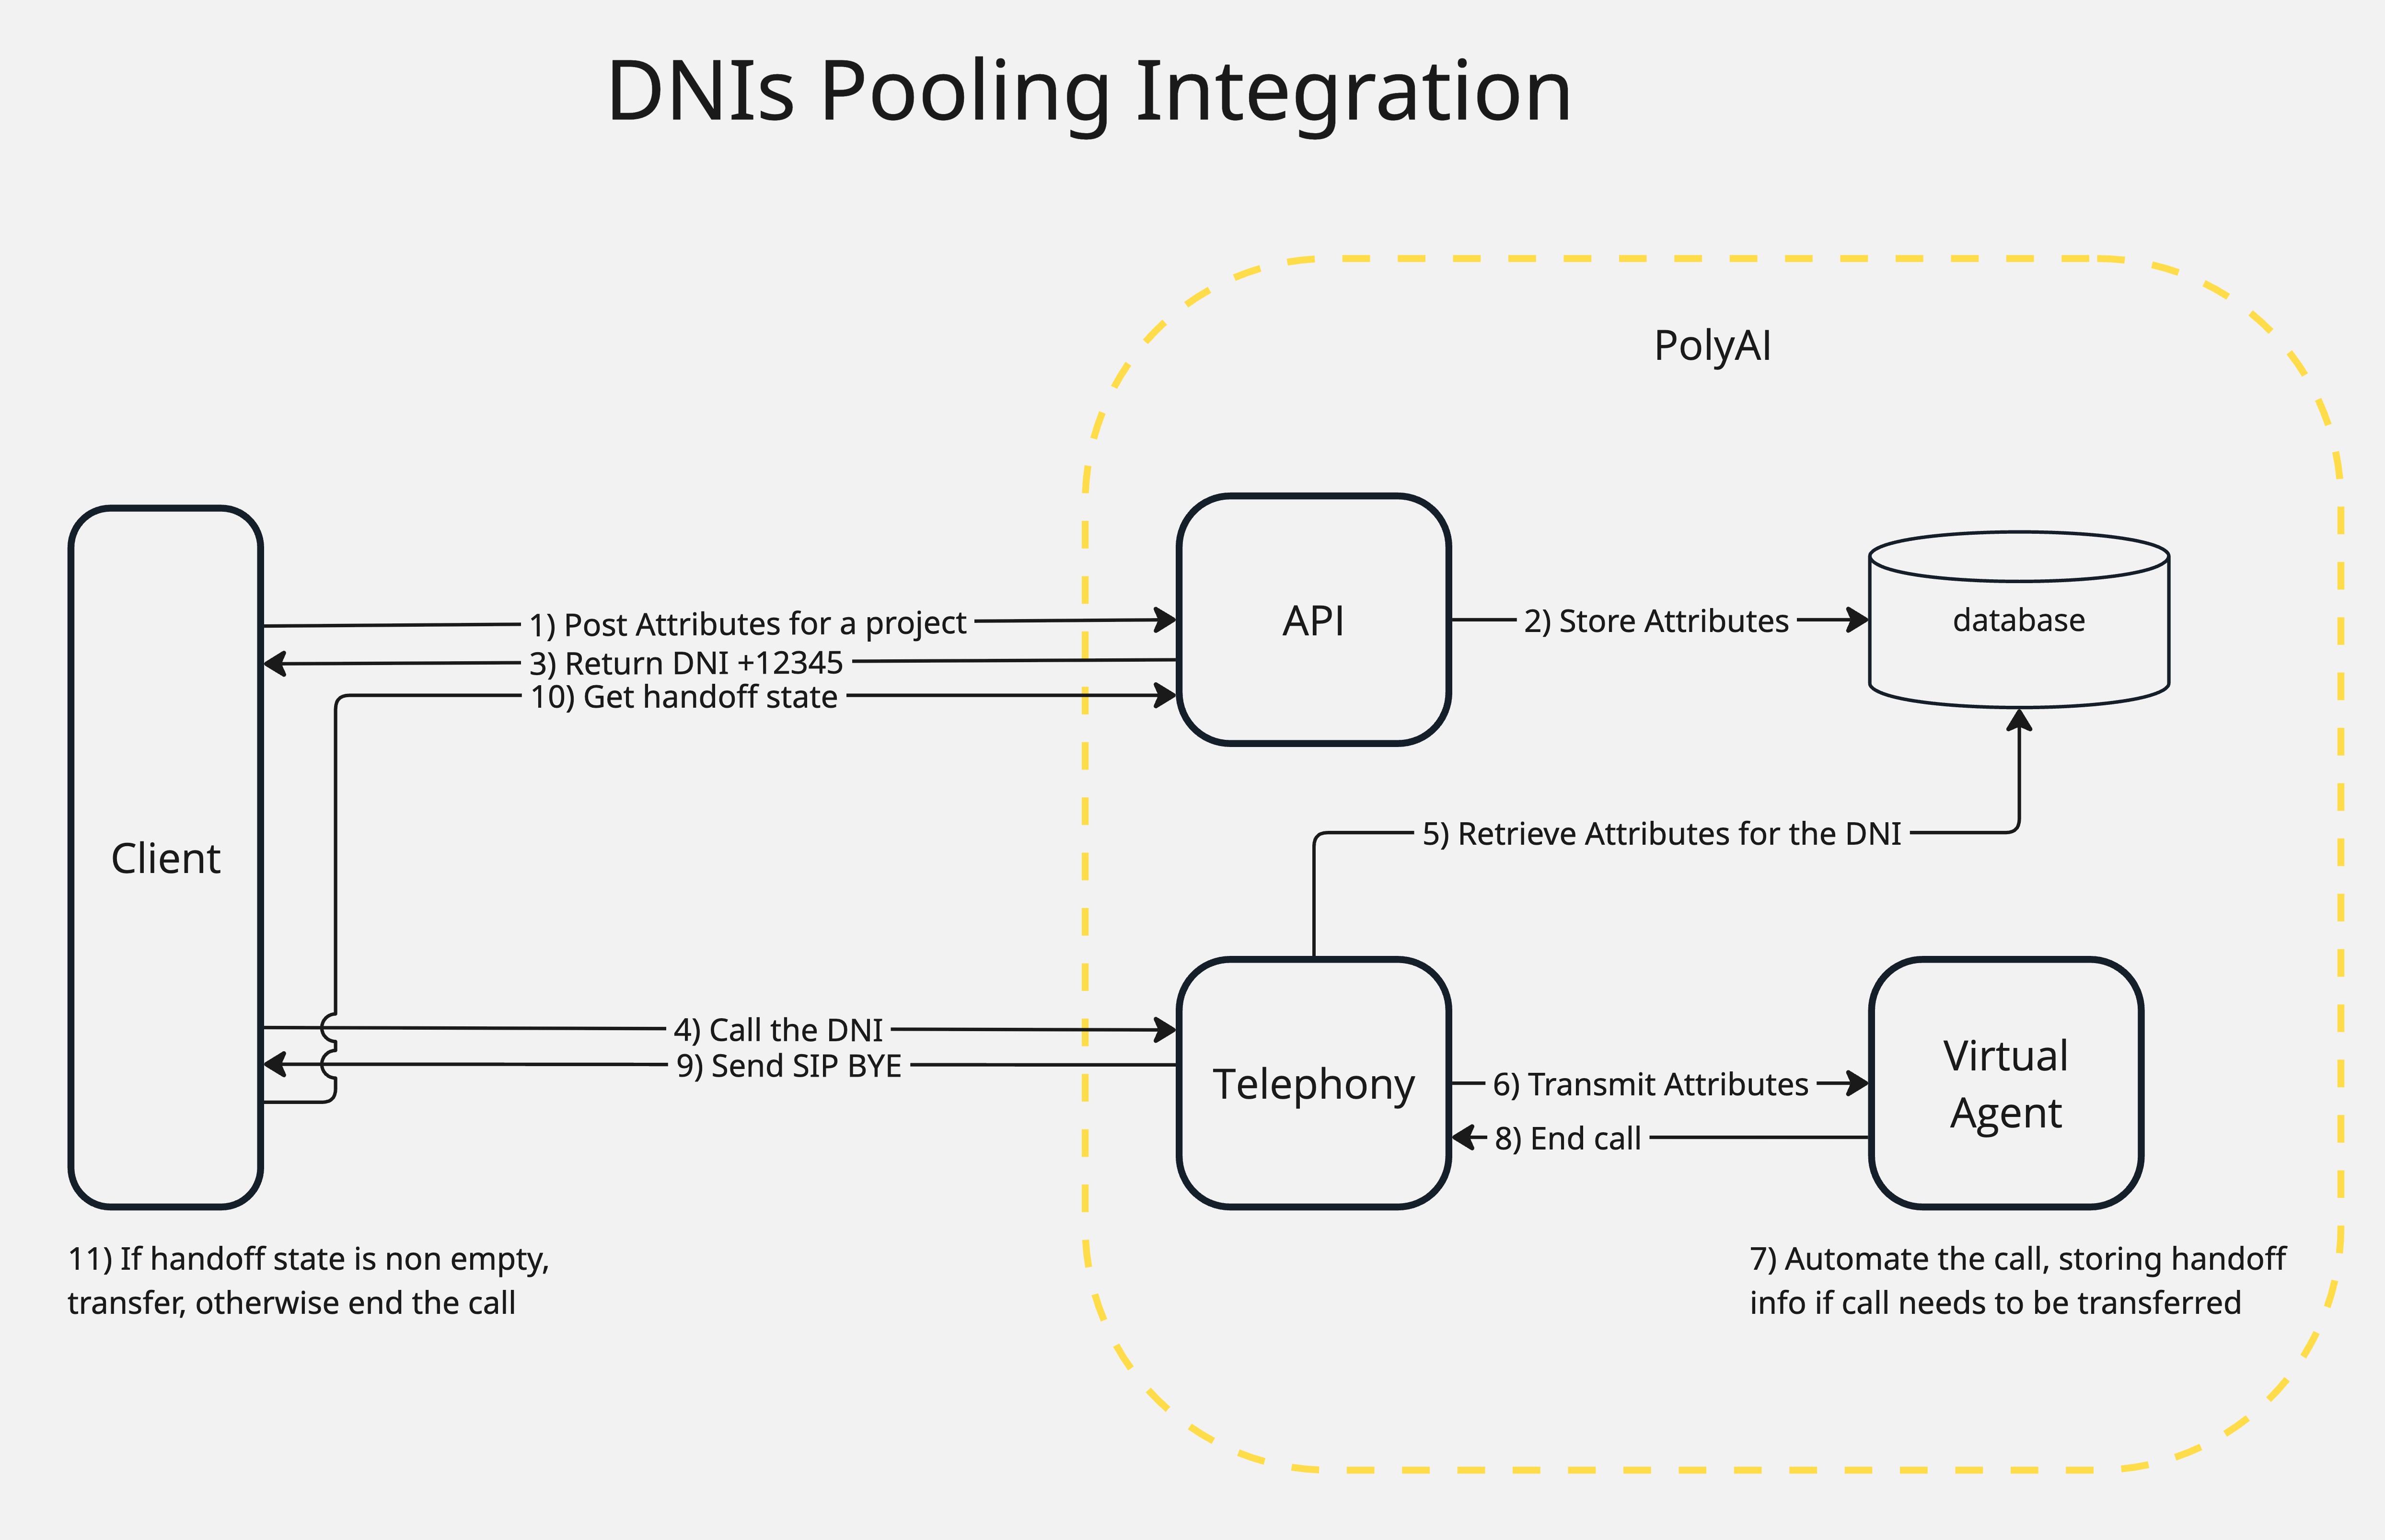 DNIs Pooling Integration
PolyAI
API
database
1) Post Attributes for a project
2) Store Attributes
3) Return DNI +12345
10) Get handoff state
Client
5) Retrieve Attributes for the DNI
4) Call the DNI
9) Send SIP BYE
Telephony
6) Transmit Attributes
8) End call
Virtual
Agent
11) If handoff state is non empty,
transfer, otherwise end the call
7) Automate the call, storing handoff
info if call needs to be transferred